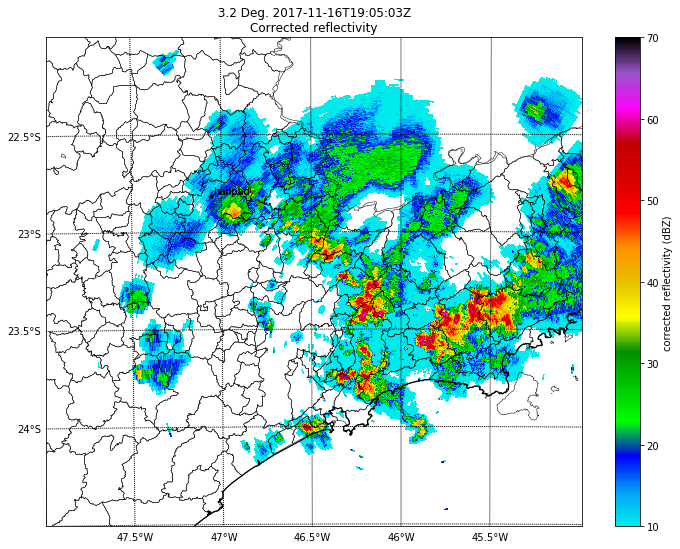 3.2 Deg. 2017-11-16T19:05:03Z
Corrected reflectivity
22.5°S
23°S
23.5°S
24°S
47.5°W
47°W
46.5°W
46°W
45.5°W
70
60
50
40
30
20
10
corrected reflectivity (dBZ)